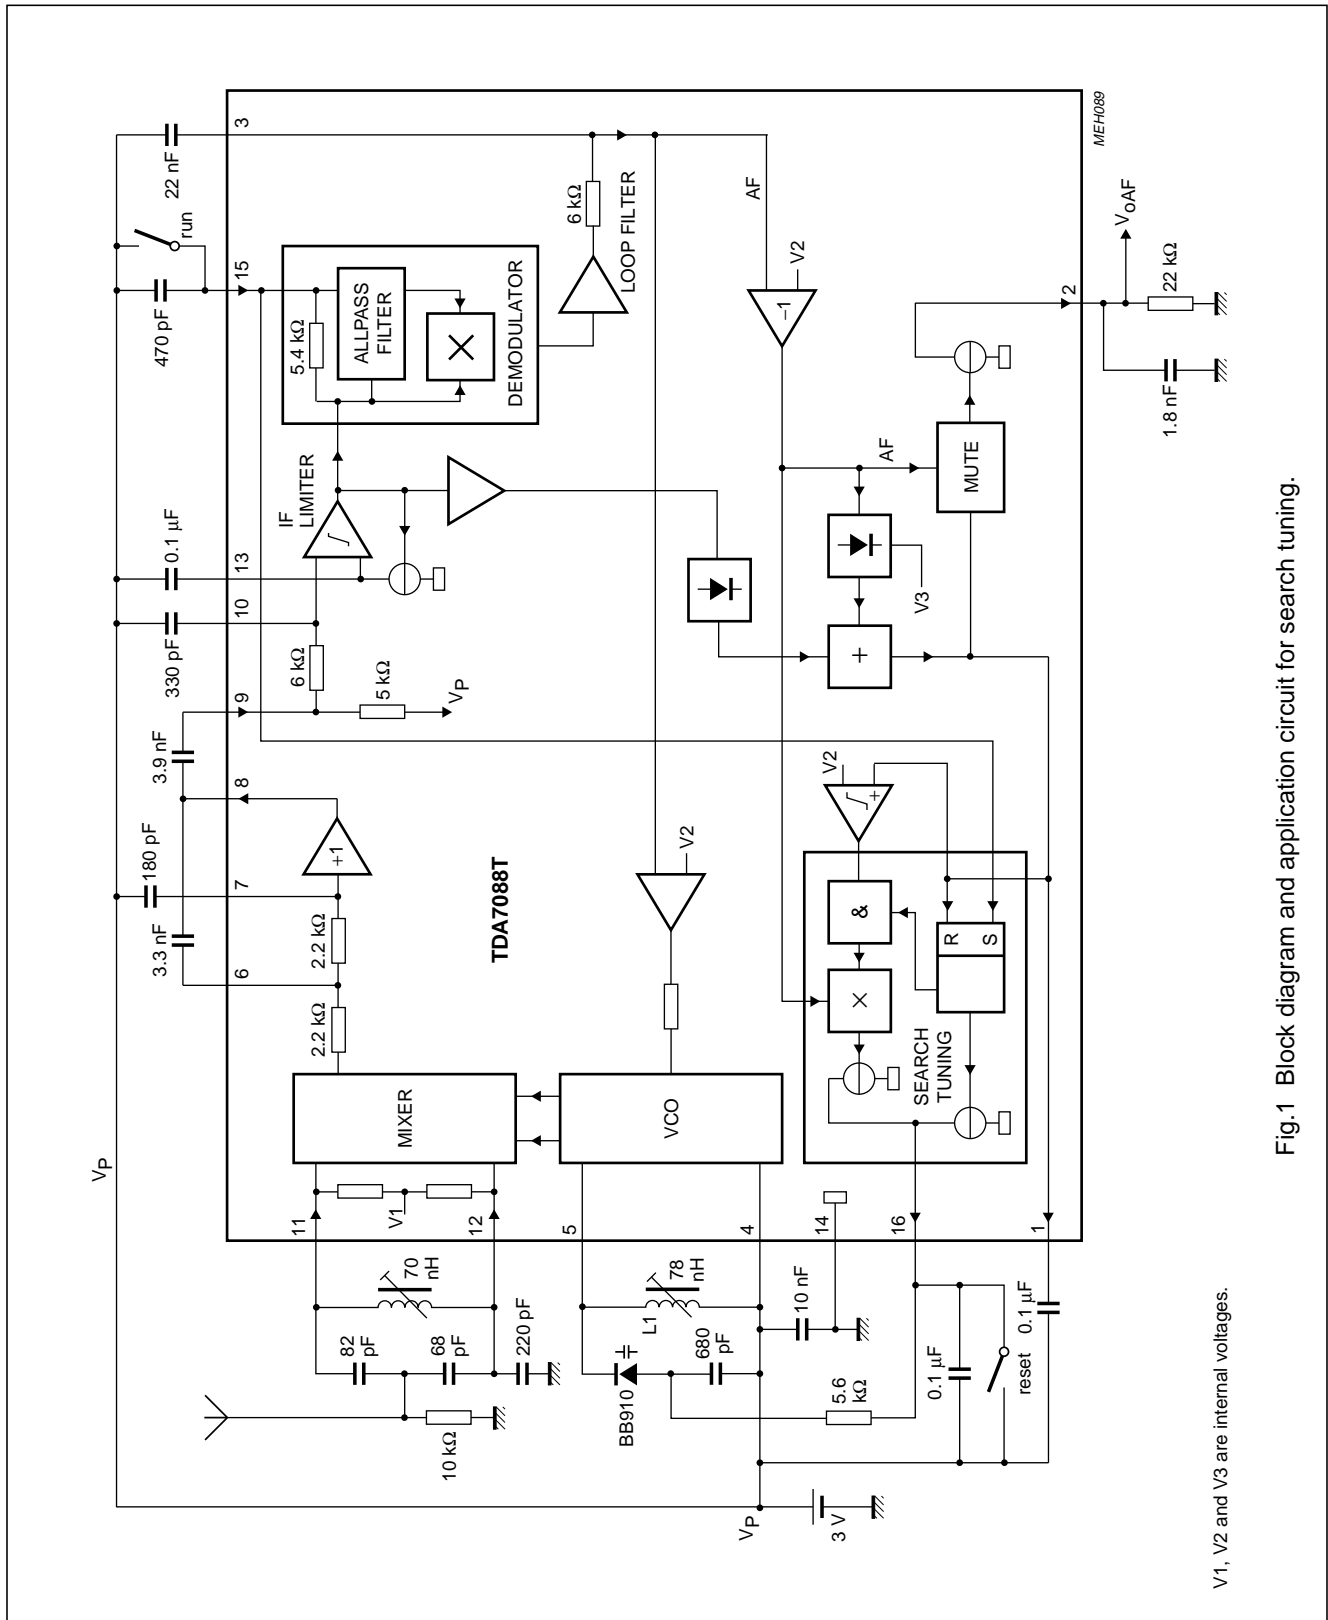 VP
22 nF
3
run
15
470 pF
5.4 kΩ
ALLPASS
FILTER
DEMODULATOR
6 kΩ
LOOP FILTER
AF
V2
−1
MEH089
0.1 µF
13
IF
LIMITER
330 pF
10
6 kΩ
9
5 kΩ
VP
3.9 nF
8
180 pF
7
+1
3.3 nF
6
2.2 kΩ
2.2 kΩ
TDA7088T
V2
AF
MUTE
2
VoAF
22 kΩ
1.8 nF
V3
+
V2
+
&
R
S
×
SEARCH
TUNING
MIXER
VCO
11
V1
12
5
4
14
16
1
82
pF
68
pF
70
nH
220 pF
10 kΩ
L1
78
nH
BB910
680
pF
10 nF
5.6
kΩ
0.1 µF
reset
0.1 µF
VP
3 V
V1, V2 and V3 are internal voltages.
Fig.1 Block diagram and application circuit for search tuning.